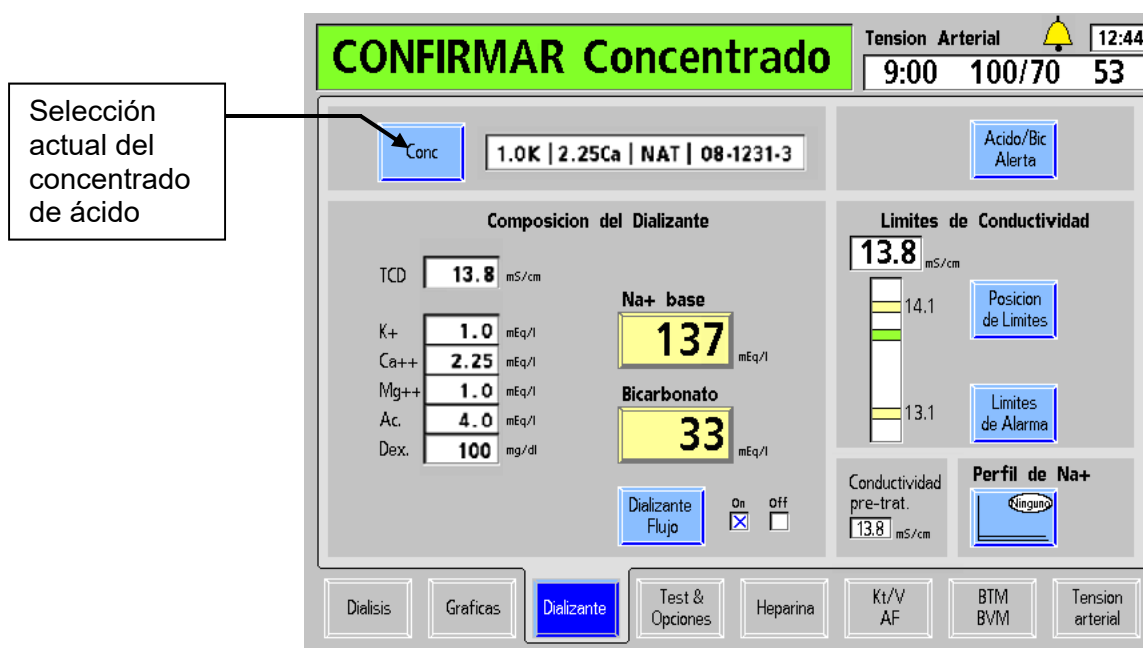 CONFIRMAR Concentrado
Tension Arterial
12:44
9:00 100/70 53
Selección
actual del
concentrado
de ácido
Conc
1.0K | 2.25Ca | NAT | 08-1231-3
Acido/Bic
Alerta
Composicion del Dializante
TCD 13.8 mS/cm
K+ 1.0 mEq/l
Ca++ 2.25 mEq/l
Mg++ 1.0 mEq/l
Ac. 4.0 mEq/l
Dex. 100 mg/dl
Na+ base
137 mEq/l
Bicarbonato
33 mEq/l
Dializante
Flujo
On Off
Limites de Conductividad
13.8 mS/cm
14.1
13.1
Posicion
de Limites
Limites
de Alarma
Conductividad
pre-trat.
13.8 mS/cm
Perfil de Na+
Ninguno
Dialisis
Graficas
Dializante
Test &
Opciones
Heparina
Kt/V
AF
BTM
BVM
Tension
arterial